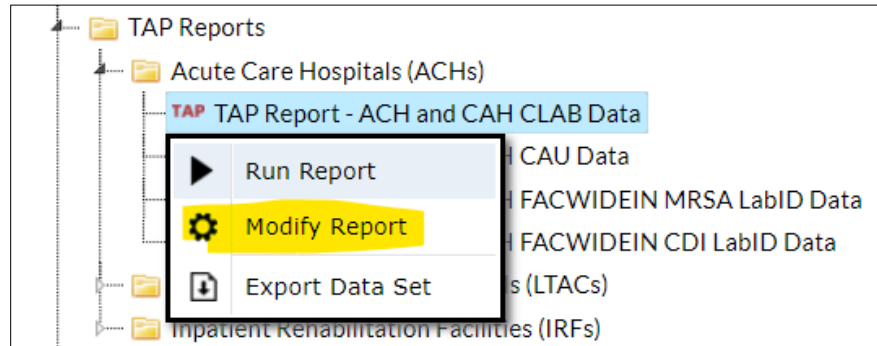 TAP Reports
Acute Care Hospitals (ACHs)
TAP TAP Report - ACH and CAH CLAB Data
Run Report
CAU Data
Modify Report
FACWIDEIN MRSA LabID Data
FACWIDEIN CDI LabID Data
Export Data Set
(LTACs)
Inpatient Rehabilitation Facilities (IRFs)